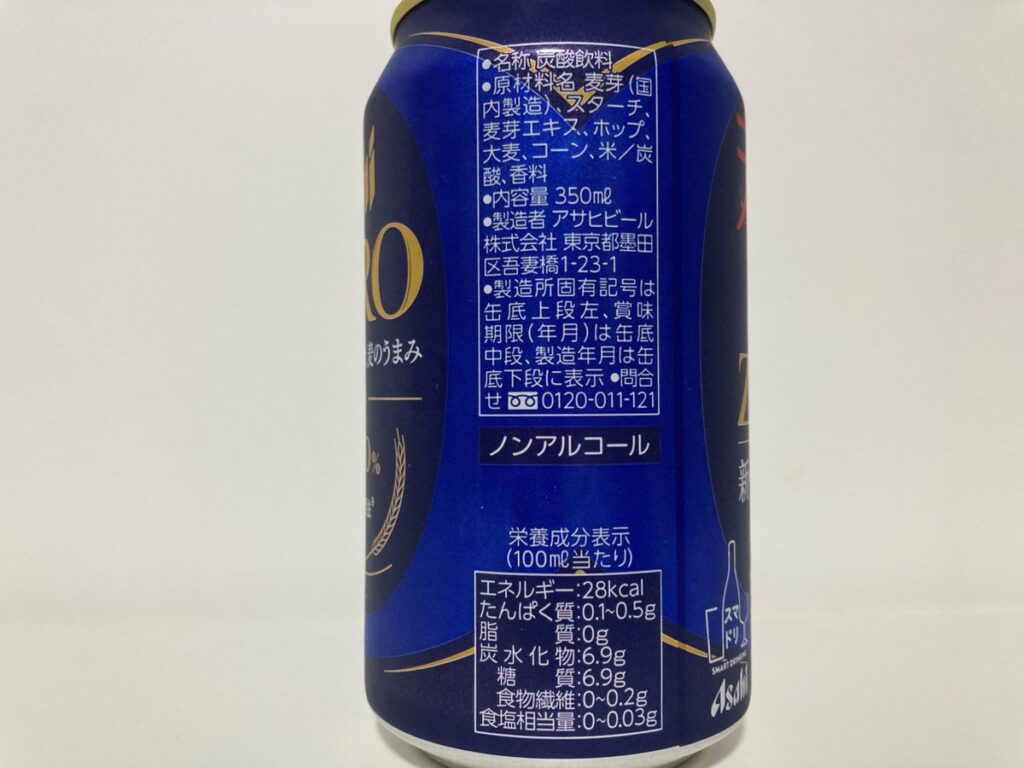 ●名称 炭酸飲料
●原材料名 麦芽(国
内製造)、スターチ、
麦芽エキス、ホップ、
大麦、コーン、米/炭
酸、香料
●内容量 350ml
●製造者 アサヒビール
株式会社 東京都墨田
区吾妻橋1-23-1
●製造所固有記号は
缶底上段左、賞味
期限(年月)は缶底
中段、製造年月は缶
底下段に表示 ●問合
せ 0120-011-121
ノンアルコール
栄養成分表示
(100ml当たり)
エネルギー:28kcal
たんぱく質:0.1~0.5g
脂質:0g
炭水化物:6.9g
糖質:6.9g
食物繊維:0~0.2g
食塩相当量:0~0.03g
RO
麦のうまみ
0%
Z
新
スマ
ドリ
SMART DRINKING
Asahi